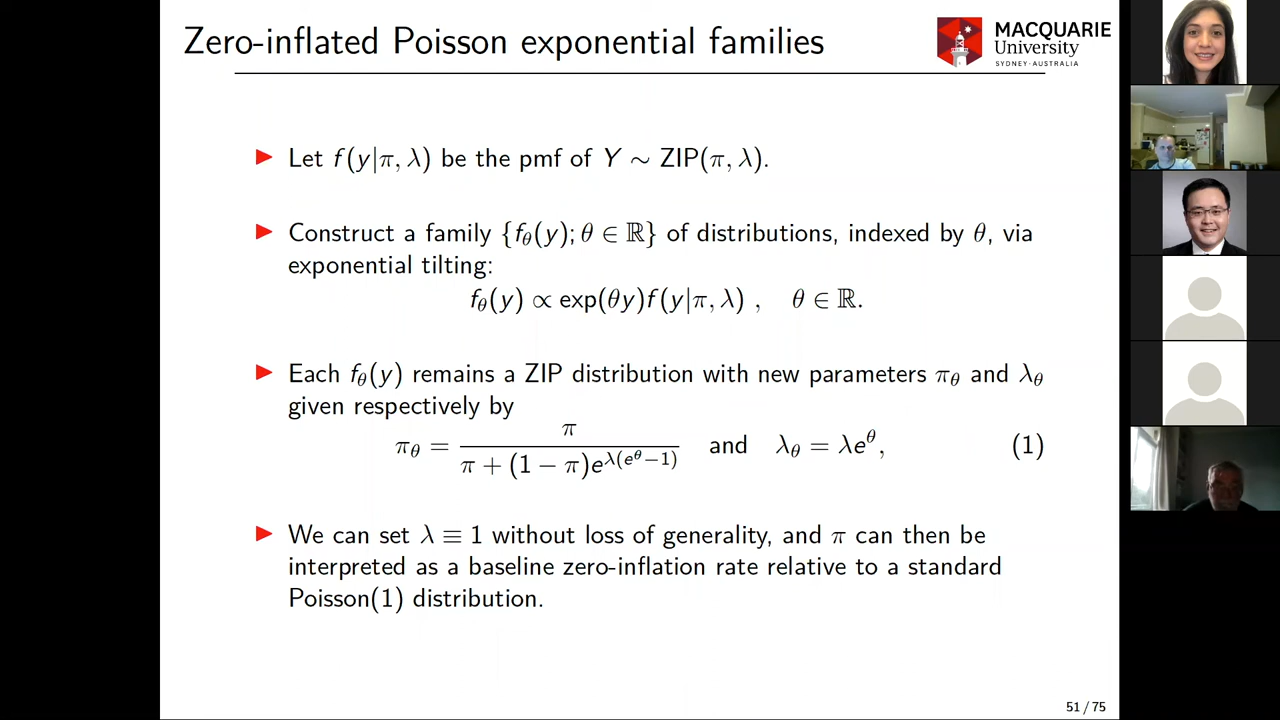 Zero-inflated Poisson exponential families
MACQUARIE
University
SYDNEY·AUSTRALIA
▶ Let f(y|π, λ) be the pmf of Y ∼ ZIP(π, λ).
▶ Construct a family {f_θ(y); θ ∈ ℝ} of distributions, indexed by θ, via
exponential tilting:
f_θ(y) ∝ exp(θy)f(y|π, λ) , θ ∈ ℝ.
▶ Each f_θ(y) remains a ZIP distribution with new parameters π_θ and λ_θ
given respectively by
π_θ = π / (π + (1 − π)e^{λ(e^θ−1)}) and λ_θ = λe^θ, (1)
▶ We can set λ ≡ 1 without loss of generality, and π can then be
interpreted as a baseline zero-inflation rate relative to a standard
Poisson(1) distribution.
51 / 75